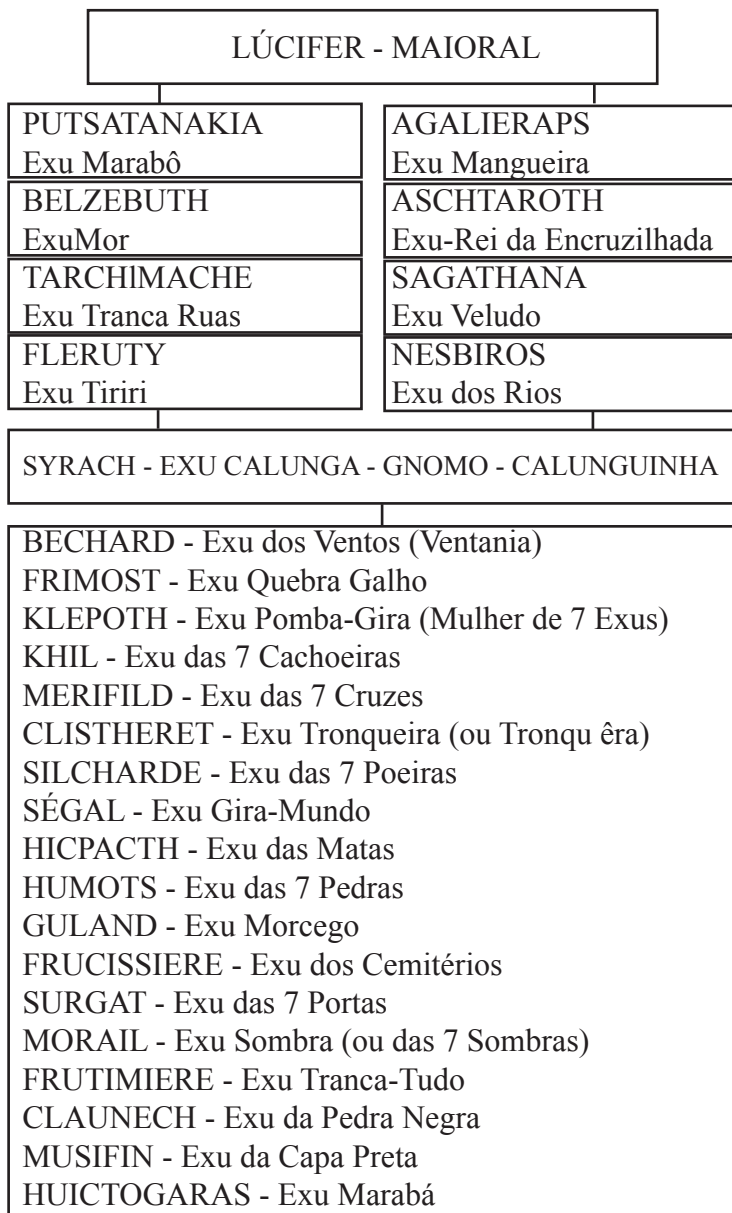 LÚCIFER - MAIORAL
PUTSATANAKIA
Exu Marabô
BELZEBUTH
ExuMor
TARCHlMACHE
Exu Tranca Ruas
FLERUTY
Exu Tiriri
AGALIERAPS
Exu Mangueira
ASCHTAROTH
Exu-Rei da Encruzilhada
SAGATHANA
Exu Veludo
NESBIROS
Exu dos Rios
SYRACH - EXU CALUNGA - GNOMO - CALUNGUINHA
BECHARD - Exu dos Ventos (Ventania)
FRIMOST - Exu Quebra Galho
KLEPOTH - Exu Pomba-Gira (Mulher de 7 Exus)
KHIL - Exu das 7 Cachoeiras
MERIFILD - Exu das 7 Cruzes
CLISTHERET - Exu Tronqueira (ou Tronqu êra)
SILCHARDE - Exu das 7 Poeiras
SÉGAL - Exu Gira-Mundo
HICPACTH - Exu das Matas
HUMOTS - Exu das 7 Pedras
GULAND - Exu Morcego
FRUCISSIERE - Exu dos Cemitérios
SURGAT - Exu das 7 Portas
MORAIL - Exu Sombra (ou das 7 Sombras)
FRUTIMIERE - Exu Tranca-Tudo
CLAUNECH - Exu da Pedra Negra
MUSIFIN - Exu da Capa Preta
HUICTOGARAS - Exu Marabá